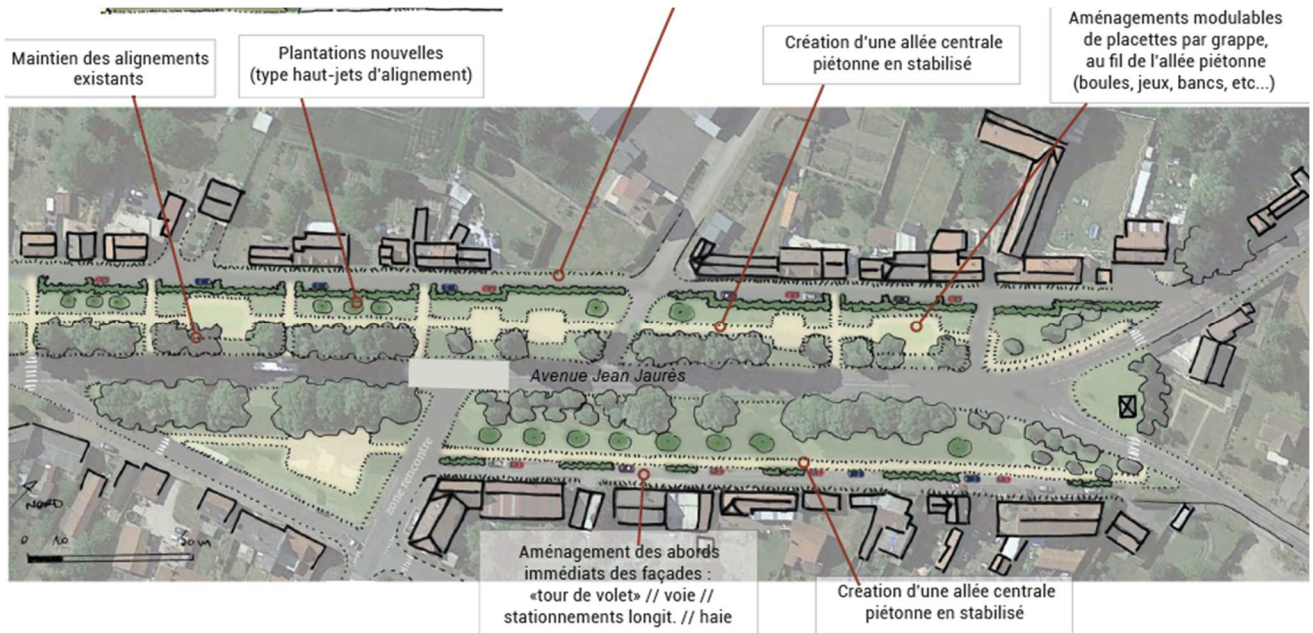 Aménagements modulables
de placettes par grappe,
au fil de l'allée piétonne
(boules, jeux, bancs, etc...)
Création d'une allée centrale
piétonne en stabilisé
Plantations nouvelles
(type haut-jets d'alignement)
Maintien des alignements
existants
Avenue Jean Jaurès
zone rencontre
NORD
0 10 50m
Aménagement des abords
immédiats des façades :
«tour de volet» // voie //
stationnements longit. // haie
Création d'une allée centrale
piétonne en stabilisé